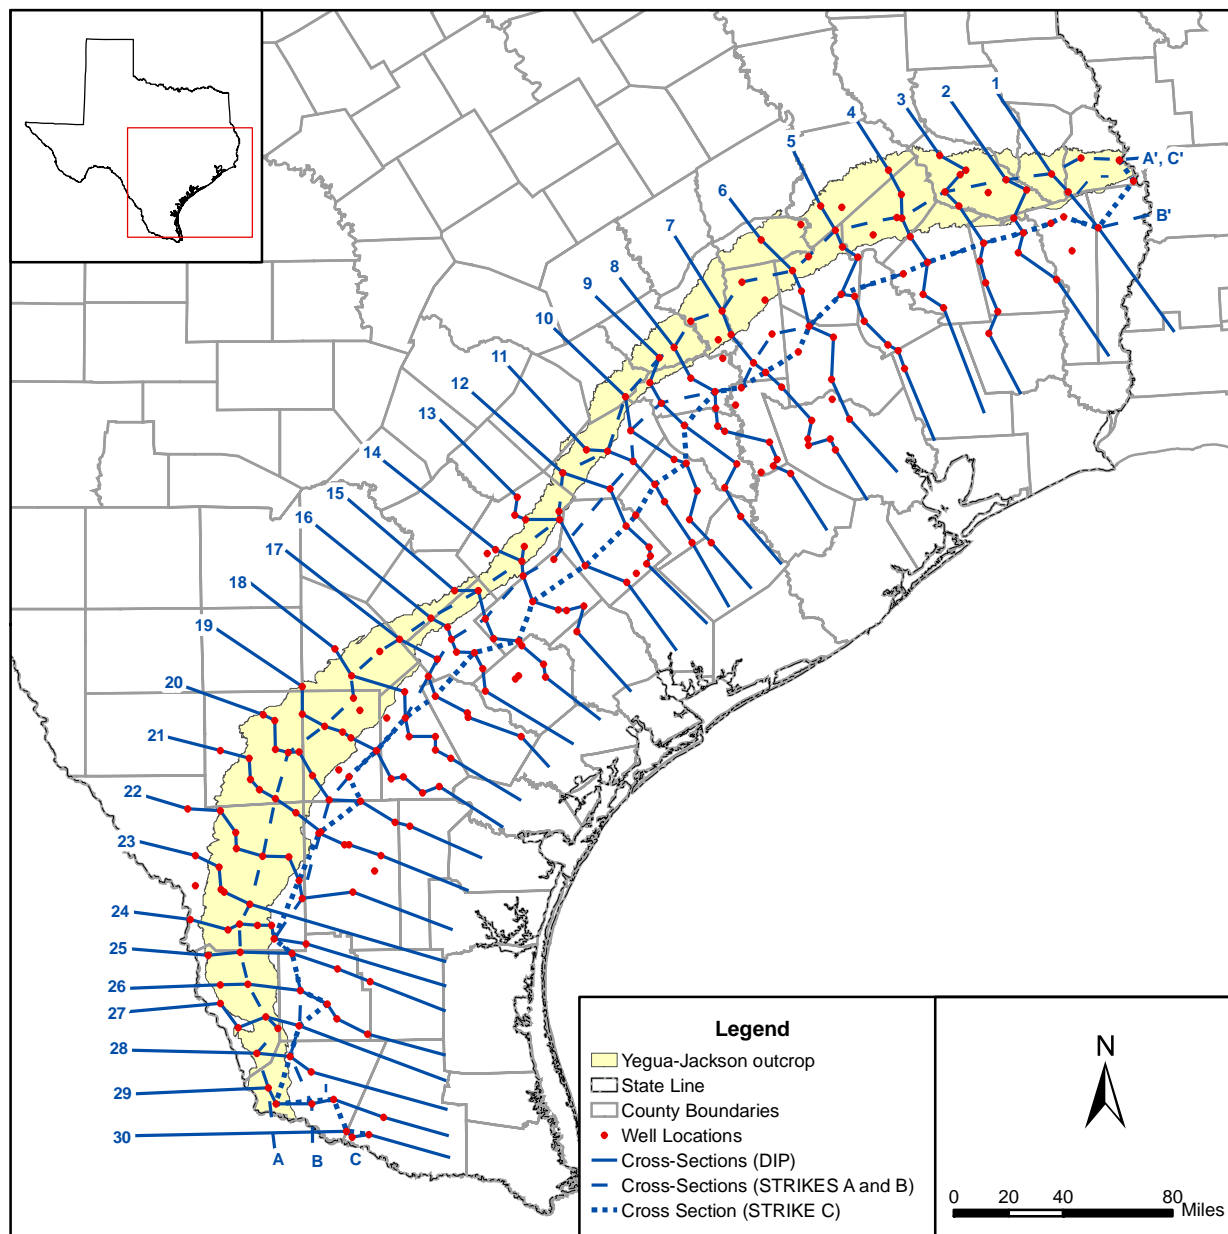 1
2
3
4
5
6
7
8
9
10
11
12
13
14
15
16
17
18
19
20
21
22
23
24
25
26
27
28
29
30
A', C'
B'
A
B
C
Legend
Yegua-Jackson outcrop
State Line
County Boundaries
Well Locations
Cross-Sections (DIP)
Cross-Sections (STRIKES A and B)
Cross Section (STRIKE C)
N
0 20 40 80 Miles